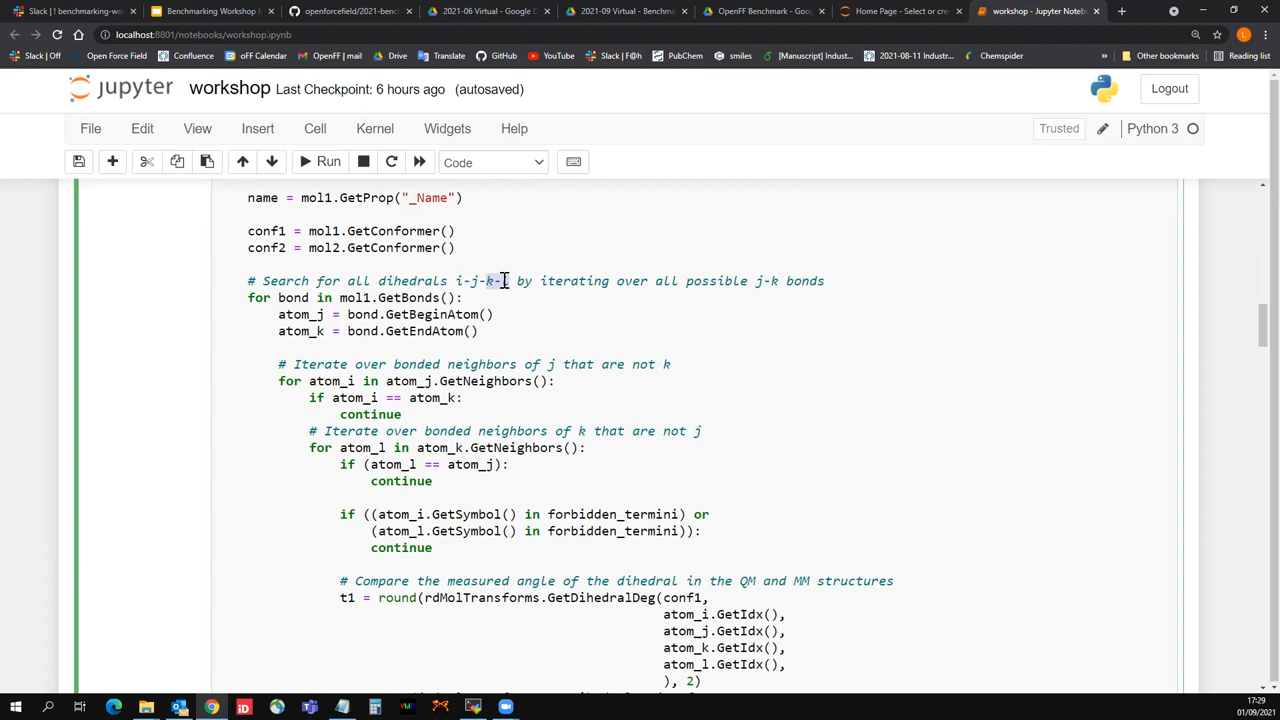 Slack | ! benchmarking-w
Benchmarking Workshop f
openforcefield/2021-benc
2021-06 Virtual - Google D
2021-09 Virtual - Benchma
OpenFF Benchmark - Goog
Home Page - Select or cre
workshop - Jupyter Noteb
localhost:8801/notebooks/workshop.ipynb
Slack | Off
Open Force Field
Confluence
oFF Calendar
OpenFF | mail
Drive
Translate
GitHub
YouTube
Slack | F@h
PubChem
smiles
[Manuscript] Indust...
2021-08-11 Industr...
Chemspider
»
Other bookmarks
Reading list
jupyter workshop Last Checkpoint: 6 hours ago (autosaved)
Logout
File Edit View Insert Cell Kernel Widgets Help
Trusted
Python 3
Run
Code
name = mol1.GetProp("_Name")
conf1 = mol1.GetConformer()
conf2 = mol2.GetConformer()
# Search for all dihedrals i-j-k- by iterating over all possible j-k bonds
for bond in mol1.GetBonds():
atom_j = bond.GetBeginAtom()
atom_k = bond.GetEndAtom()
# Iterate over bonded neighbors of j that are not k
for atom_i in atom_j.GetNeighbors():
if atom_i == atom_k:
continue
# Iterate over bonded neighbors of k that are not j
for atom_l in atom_k.GetNeighbors():
if (atom_l == atom_j):
continue
if ((atom_i.GetSymbol() in forbidden_termini) or
(atom_l.GetSymbol() in forbidden_termini)):
continue
# Compare the measured angle of the dihedral in the QM and MM structures
t1 = round(rdMolTransforms.GetDihedralDeg(conf1,
atom_i.GetIdx(),
atom_j.GetIdx(),
atom_k.GetIdx(),
atom_l.GetIdx(),
), 2)
17:29
01/09/2021